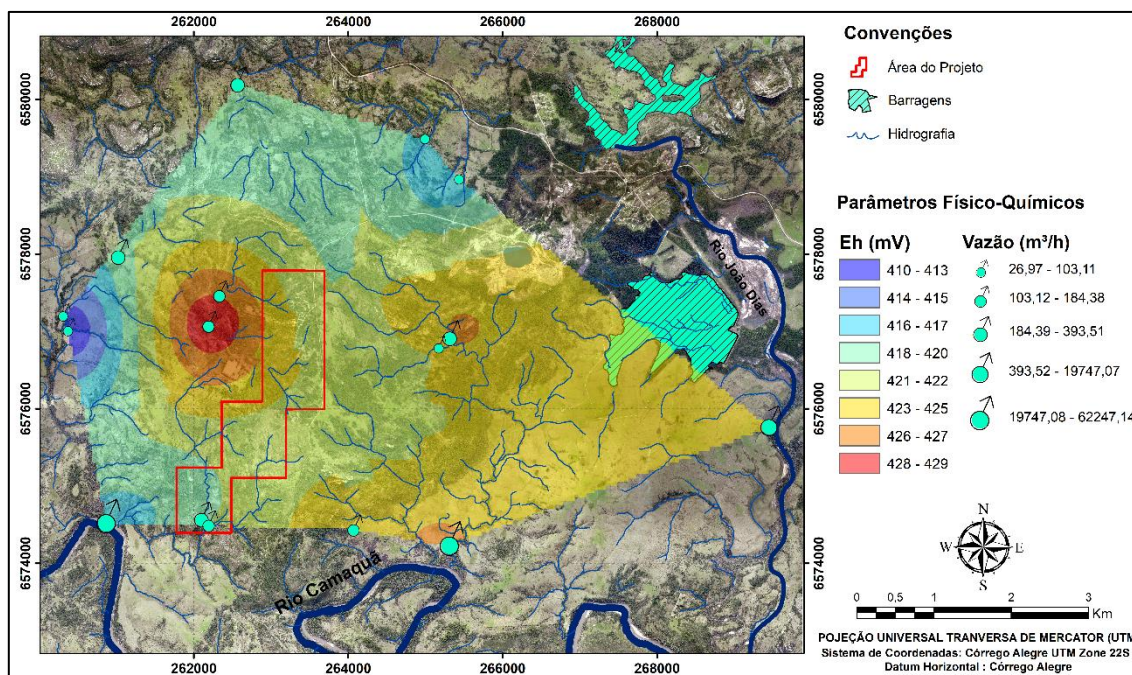 262000 264000 266000 268000
6580000 6580000
6578000 6578000
6576000 6576000
6574000 6574000
262000 264000 266000 268000
Rio João Dias
Rio Camaquã
Convenções
Área do Projeto
Barragens
Hidrografia
Parâmetros Físico-Químicos
Eh (mV) Vazão (m³/h)
410 - 413 26,97 - 103,11
414 - 415 103,12 - 184,38
416 - 417 184,39 - 393,51
418 - 420 393,52 - 19747,07
421 - 422 19747,08 - 62247,14
423 - 425
426 - 427
428 - 429
N
W E
S
0 0,5 1 2 3
Km
POJEÇÃO UNIVERSAL TRANVERSA DE MERCATOR (UTM
Sistema de Coordenadas: Córrego Alegre UTM Zone 22S
Datum Horizontal : Córrego Alegre